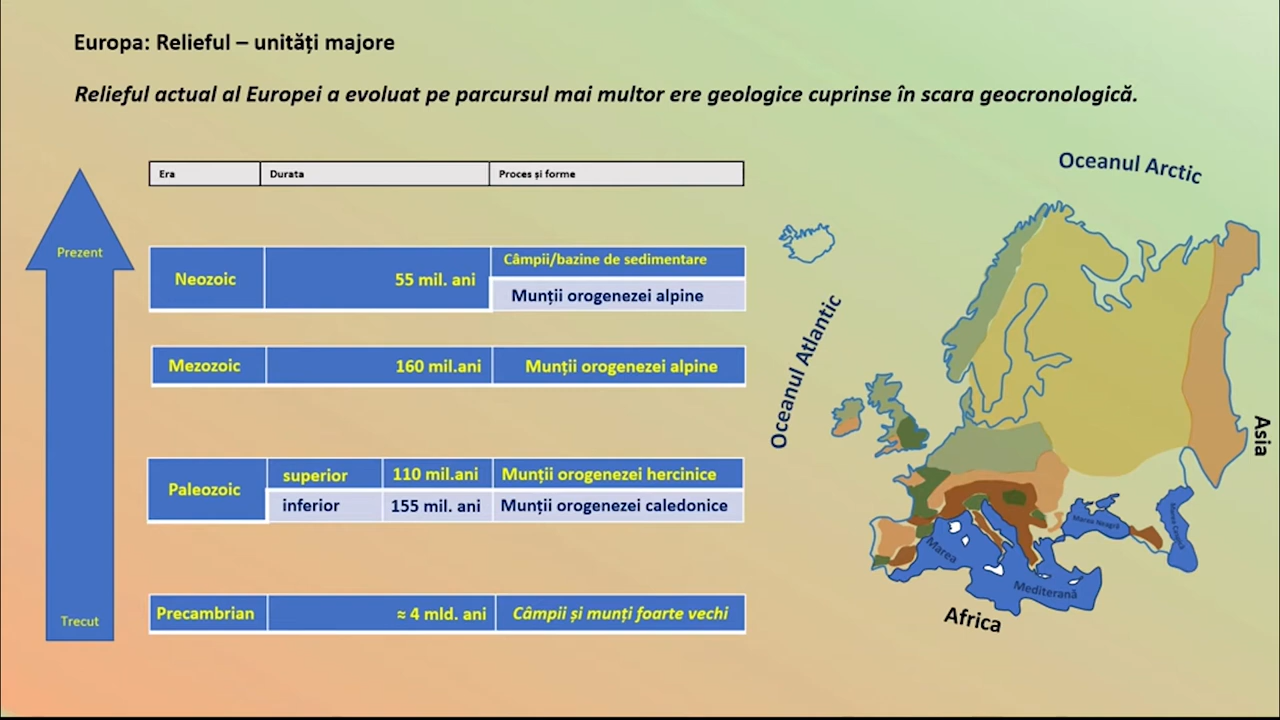 Europa: Relieful – unități majore
Relieful actual al Europei a evoluat pe parcursul mai multor ere geologice cuprinse în scara geocronologică.
Era Durata Proces și forme
Prezent
Neozoic 55 mil. ani Câmpii/bazine de sedimentare
Munții orogenezei alpine
Mezozoic 160 mil.ani Munții orogenezei alpine
Paleozoic superior 110 mil.ani Munții orogenezei hercinice
inferior 155 mil. ani Munții orogenezei caledonice
Precambrian ≈ 4 mld. ani Câmpii și munți foarte vechi
Trecut
Oceanul Arctic
Oceanul Atlantic
Asia
Marea Neagră
Marea Caspică
Marea
Mediterană
Africa